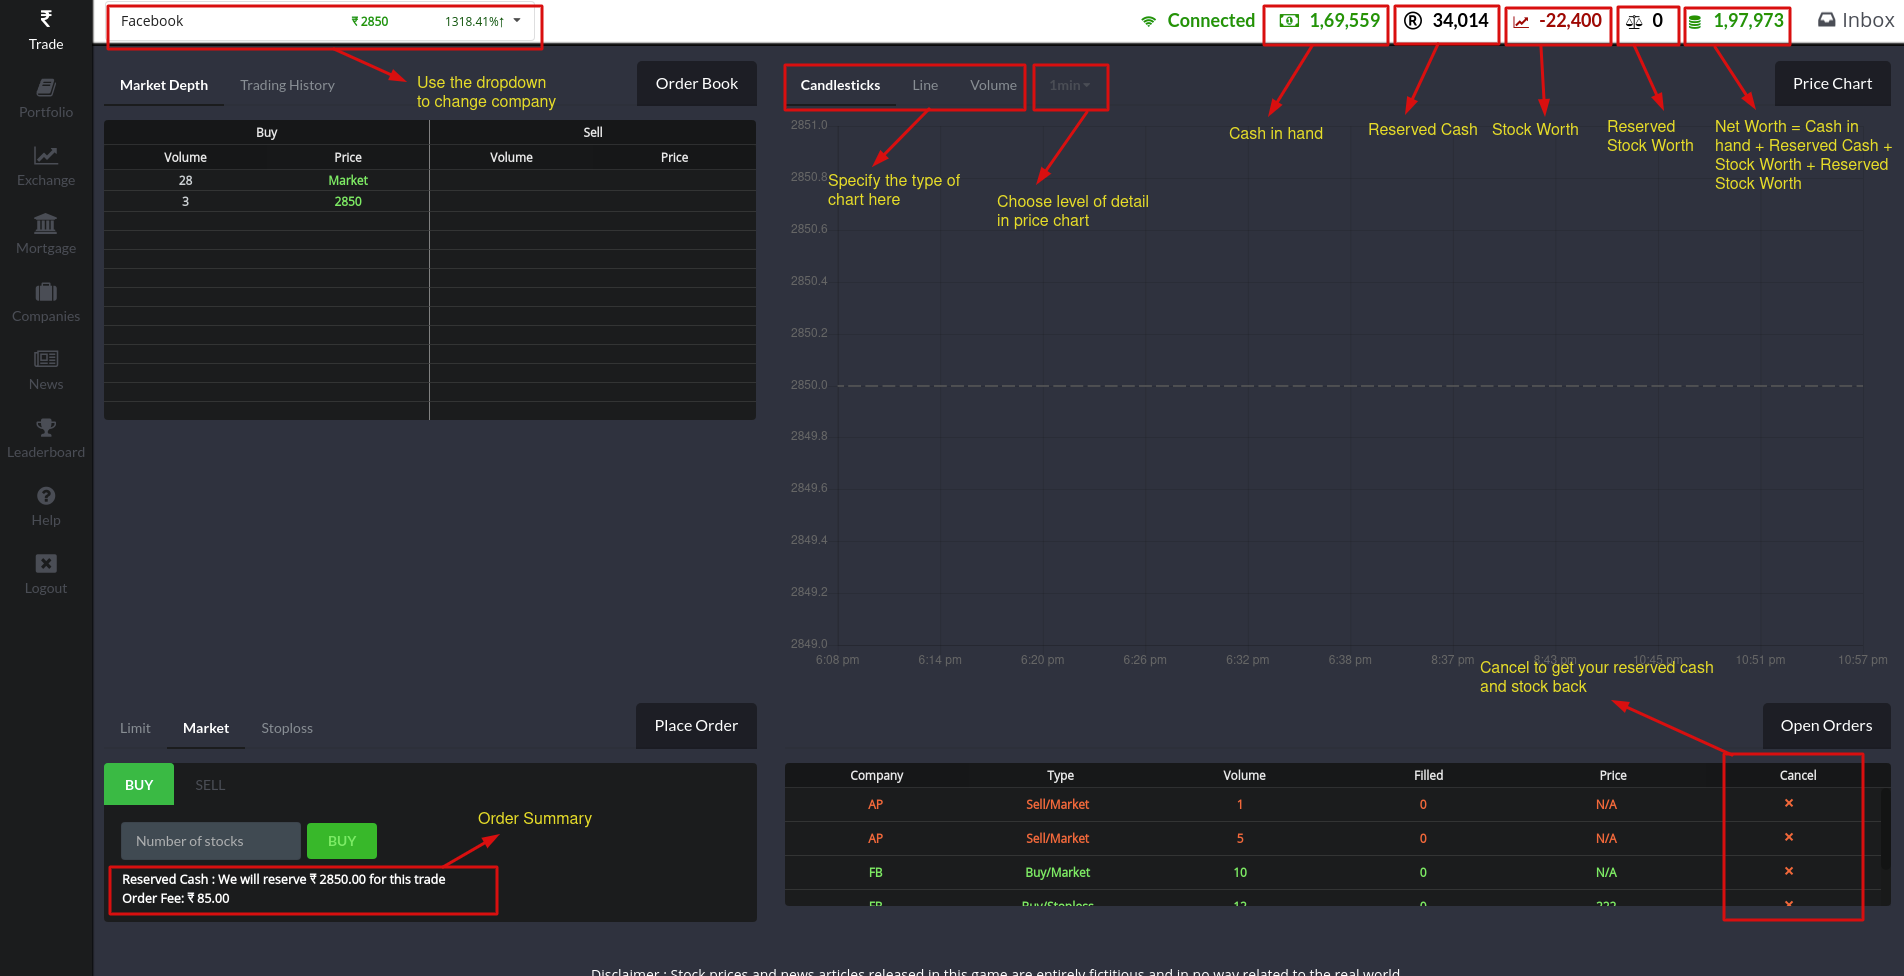 Facebook ₹ 2850 1318.41%↑
Connected 1,69,559 34,014 -22,400 0 1,97,973 Inbox
Trade
Portfolio
Exchange
Mortgage
Companies
News
Leaderboard
Help
Logout
Use the dropdown
to change company
Market Depth Trading History Order Book
Buy Sell
Volume Price Volume Price
28 Market
3 2850
Candlesticks Line Volume 1min Price Chart
Specify the type of
chart here
Choose level of detail
in price chart
Cash in hand
Reserved Cash
Stock Worth
Reserved
Stock Worth
Net Worth = Cash in
hand + Reserved Cash +
Stock Worth + Reserved
Stock Worth
2851.0
2850.8
2850.6
2850.4
2850.2
2850.0
2849.8
2849.6
2849.4
2849.2
2849.0
6:08 pm 6:14 pm 6:20 pm 6:26 pm 6:32 pm 6:38 pm 8:37 pm 8:43 pm 10:45 pm 10:51 pm 10:57 pm
Cancel to get your reserved cash
and stock back
Limit Market Stoploss Place Order
BUY SELL
Number of stocks BUY
Order Summary
Reserved Cash : We will reserve ₹ 2850.00 for this trade
Order Fee: ₹ 85.00
Open Orders
Company Type Volume Filled Price Cancel
AP Sell/Market 1 0 N/A ×
AP Sell/Market 5 0 N/A ×
FB Buy/Market 10 0 N/A ×
FB Buy/Stoploss
Disclaimer : Stock prices and news articles released in this game are entirely fictitious and in no way related to the real world